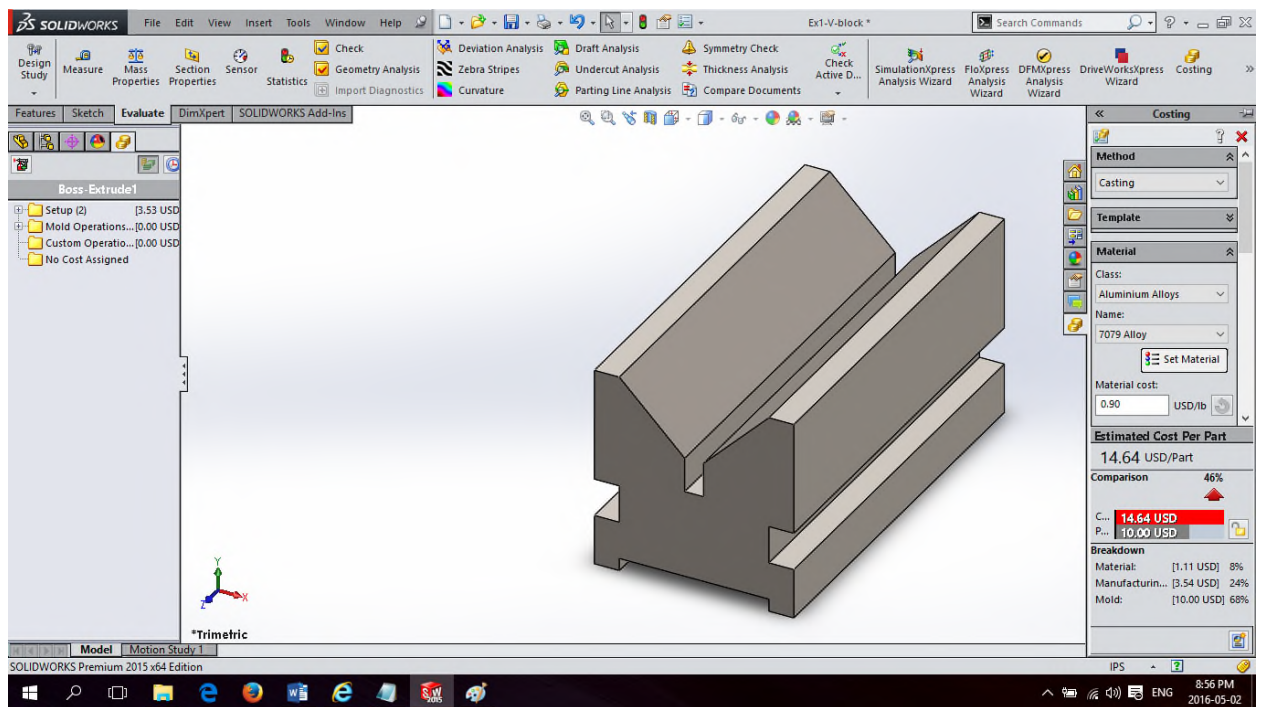 SOLIDWORKS File Edit View Insert Tools Window Help Ex1-V-block * Search Commands
Design Study
Measure
Mass Properties
Section Properties
Sensor
Statistics
Check
Geometry Analysis
Import Diagnostics
Deviation Analysis
Zebra Stripes
Curvature
Draft Analysis
Undercut Analysis
Parting Line Analysis
Symmetry Check
Thickness Analysis
Compare Documents
Check Active D...
SimulationXpress Analysis Wizard
FloXpress Analysis Wizard
DFMXpress Analysis Wizard
DriveWorksXpress Wizard
Costing
Features Sketch Evaluate DimXpert SOLIDWORKS Add-Ins
Boss-Extrude1
Setup (2) [3.53 USD
Mold Operations...[0.00 USD
Custom Operatio...[0.00 USD
No Cost Assigned
Y
X
Z
*Trimetric
Costing
Method
Casting
Template
Material
Class:
Aluminium Alloys
Name:
7079 Alloy
Set Material
Material cost:
0.90 USD/lb
Estimated Cost Per Part
14.64 USD/Part
Comparison 46%
C... 14.64 USD
P... 10.00 USD
Breakdown
Material: [1.11 USD] 8%
Manufacturin... [3.54 USD] 24%
Mold: [10.00 USD] 68%
Model Motion Study 1
SOLIDWORKS Premium 2015 x64 Edition IPS
ENG 8:56 PM
2016-05-02